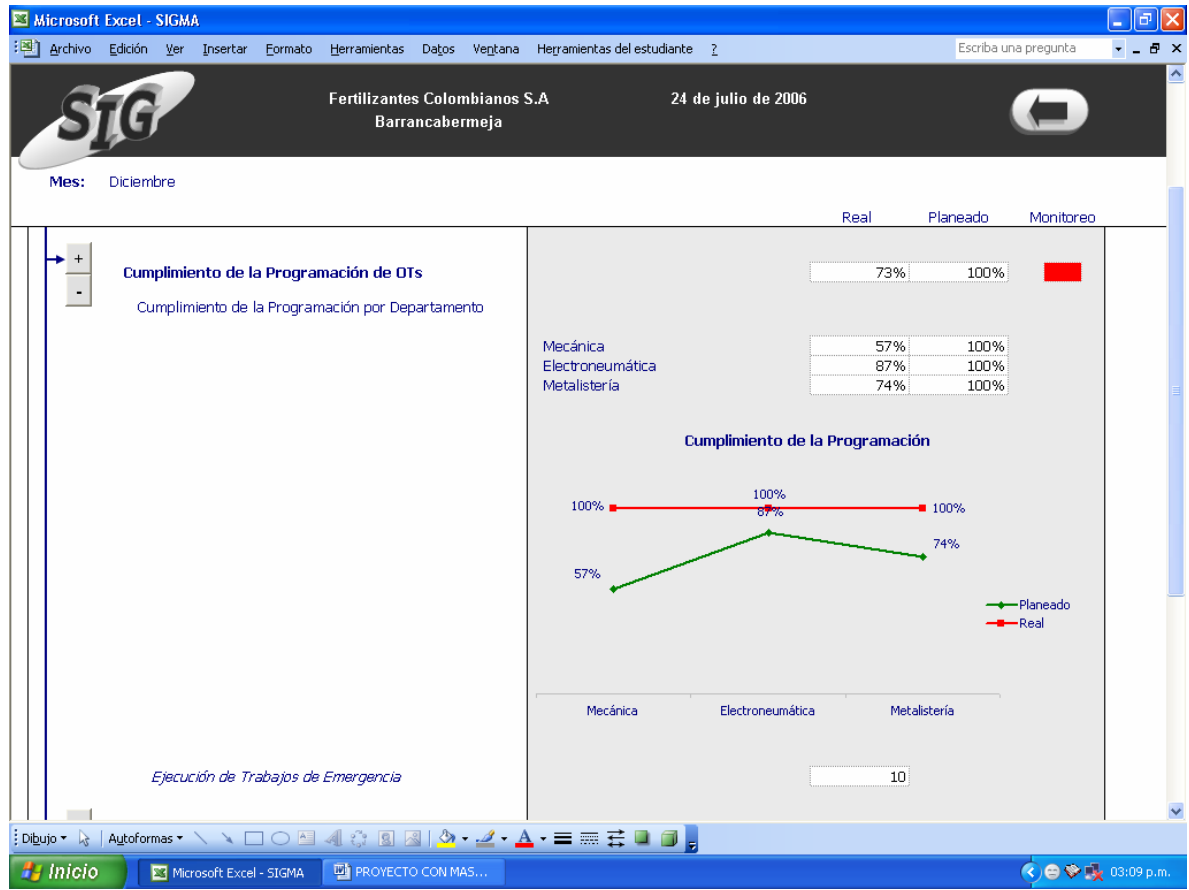 Microsoft Excel - SIGMA
Archivo Edición Ver Insertar Formato Herramientas Datos Ventana Herramientas del estudiante ? Escriba una pregunta
SIG
Fertilizantes Colombianos S.A 24 de julio de 2006
Barrancabermeja
Mes: Diciembre
Real Planeado Monitoreo
+
Cumplimiento de la Programación de OTs 73% 100%
-
Cumplimiento de la Programación por Departamento
Mecánica 57% 100%
Electroneumática 87% 100%
Metalistería 74% 100%
Cumplimiento de la Programación
100%
100% 100%
87%
74%
57%
Planeado
Real
Mecánica Electroneumática Metalistería
Ejecución de Trabajos de Emergencia 10
Dibujo Autoformas
Inicio Microsoft Excel - SIGMA PROYECTO CON MAS... 03:09 p.m.